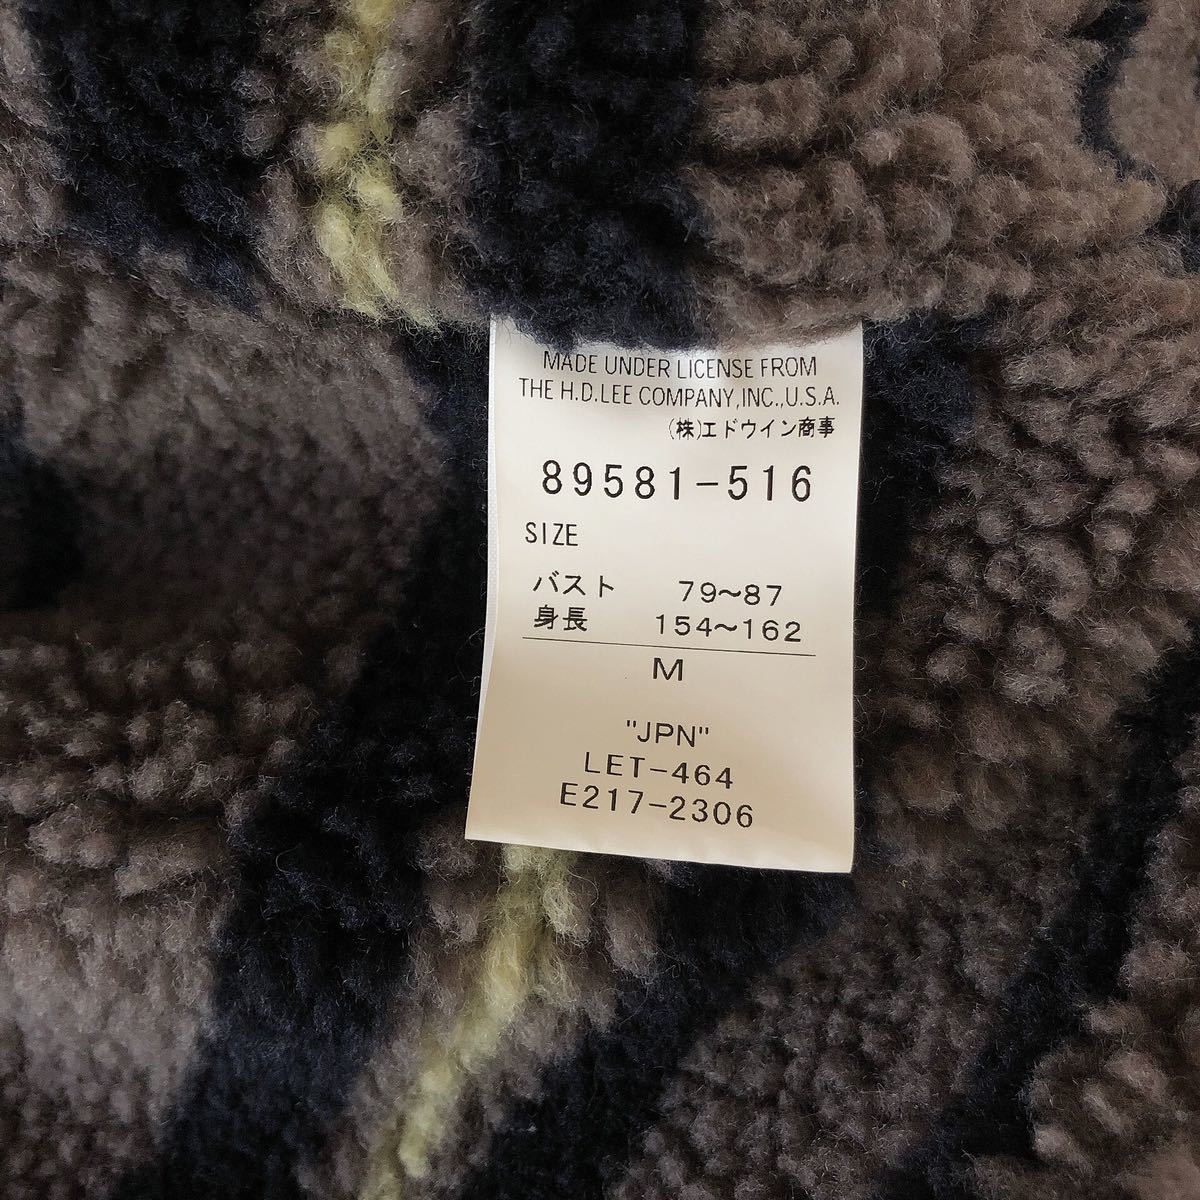 MADE UNDER LICENSE FROM
THE H.D.LEE COMPANY,INC.,U.S.A.
(株)エドウイン商事
89581-516
SIZE
バスト 79~87
身長 154~162
M
"JPN"
LET-464
E217-2306